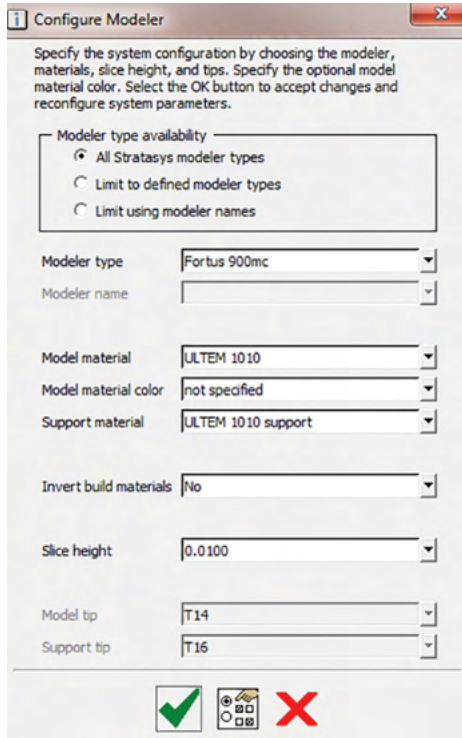 Configure Modeler
Specify the system configuration by choosing the modeler,
materials, slice height, and tips. Specify the optional model
material color. Select the OK button to accept changes and
reconfigure system parameters.
Modeler type availability
All Stratasys modeler types
Limit to defined modeler types
Limit using modeler names
Modeler type Fortus 900mc
Modeler name
Model material ULTEM 1010
Model material color not specified
Support material ULTEM 1010 support
Invert build materials No
Slice height 0.0100
Model tip T14
Support tip T16